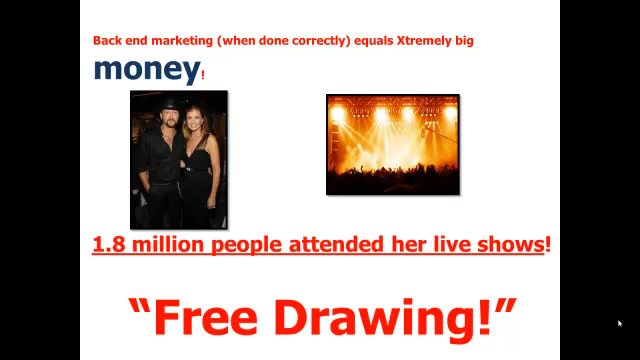 Back end marketing (when done correctly) equals Xtremely big
money!
1.8 million people attended her live shows!
“Free Drawing!”